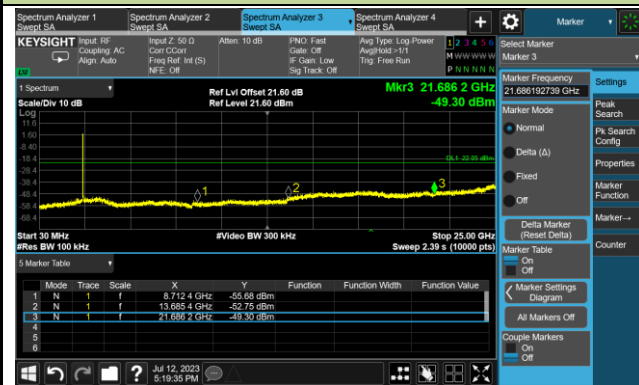 Spectrum Analyzer 1
Swept SA
Spectrum Analyzer 2
Swept SA
Spectrum Analyzer 3
Swept SA
Spectrum Analyzer 4
Swept SA
+
Marker
KEYSIGHT
Input: RF
Coupling: AC
Align: Auto
Input Z: 50 Ω
Corr CCorr
Freq Ref: Int (S)
NFE: Off
Atten: 10 dB
PNO: Fast
Gate: Off
IF Gain: Low
Sig Track: Off
Avg Type: Log-Power
Avg|Hold:>1/1
Trig: Free Run
1 2 3 4 5 6
M W W W W W
P N N N N N
LXI
Select Marker
Marker 3
1 Spectrum
Scale/Div 10 dB
Ref Lvl Offset 21.60 dB
Ref Level 21.60 dBm
Mkr3 21.686 2 GHz
-49.30 dBm
Log
11.6
1.60
-8.40
-18.4
-28.4
-38.4
-48.4
-58.4
-68.4
DL1 -22.05 dBm
1
2
3
Start 30 MHz
#Res BW 100 kHz
#Video BW 300 kHz
Stop 25.00 GHz
Sweep 2.39 s (10000 pts)
5 Marker Table
Mode Trace Scale X Y Function Function Width Function Value
1 N 1 f 8.712 4 GHz -55.68 dBm
2 N 1 f 13.685 4 GHz -52.75 dBm
3 N 1 f 21.686 2 GHz -49.30 dBm
4
5
6
Marker Frequency
21.686192739 GHz
Marker Mode
Normal
Delta (Δ)
Fixed
Off
Delta Marker
(Reset Delta)
Marker Table
On
Off
Marker Settings
Diagram
All Markers Off
Couple Markers
On
Off
Settings
Peak
Search
Pk Search
Config
Properties
Marker
Function
Marker→
Counter
?
Jul 12, 2023
5:19:35 PM